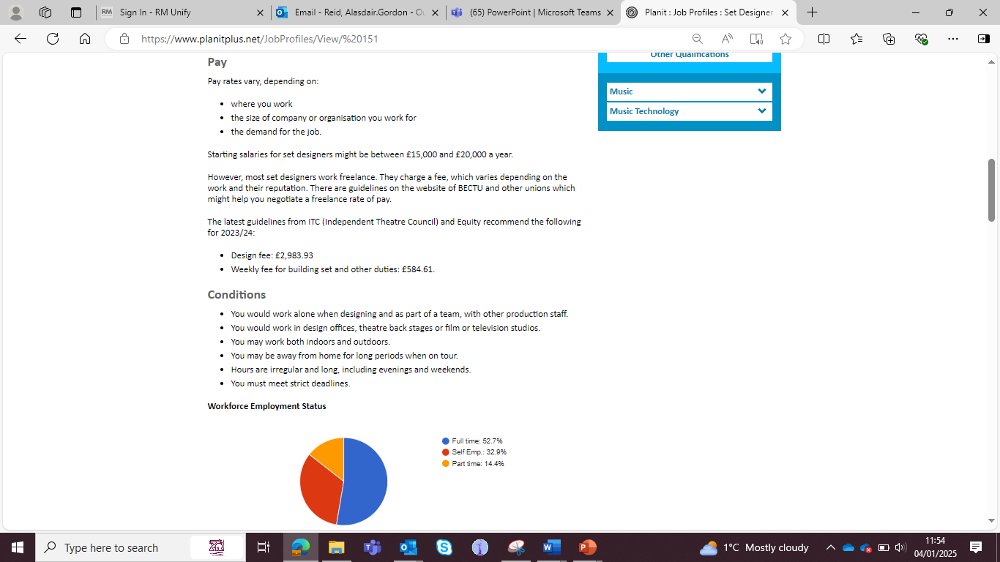 Sign In - RM Unify
Email - Reid, Alasdair.Gordon - Ou
(65) PowerPoint | Microsoft Teams
Planit : Job Profiles : Set Designer
https://www.planitplus.net/JobProfiles/View/%20151
Other Qualifications
Music
Music Technology
Pay
Pay rates vary, depending on:
• where you work
• the size of company or organisation you work for
• the demand for the job.
Starting salaries for set designers might be between £15,000 and £20,000 a year.
However, most set designers work freelance. They charge a fee, which varies depending on the
work and their reputation. There are guidelines on the website of BECTU and other unions which
might help you negotiate a freelance rate of pay.
The latest guidelines from ITC (Independent Theatre Council) and Equity recommend the following
for 2023/24:
• Design fee: £2,983.93
• Weekly fee for building set and other duties: £584.61.
Conditions
• You would work alone when designing and as part of a team, with other production staff.
• You would work in design offices, theatre back stages or film or television studios.
• You may work both indoors and outdoors.
• You may be away from home for long periods when on tour.
• Hours are irregular and long, including evenings and weekends.
• You must meet strict deadlines.
Workforce Employment Status
Full time: 52.7%
Self Emp.: 32.9%
Part time: 14.4%
Type here to search
1°C Mostly cloudy
11:54
04/01/2025